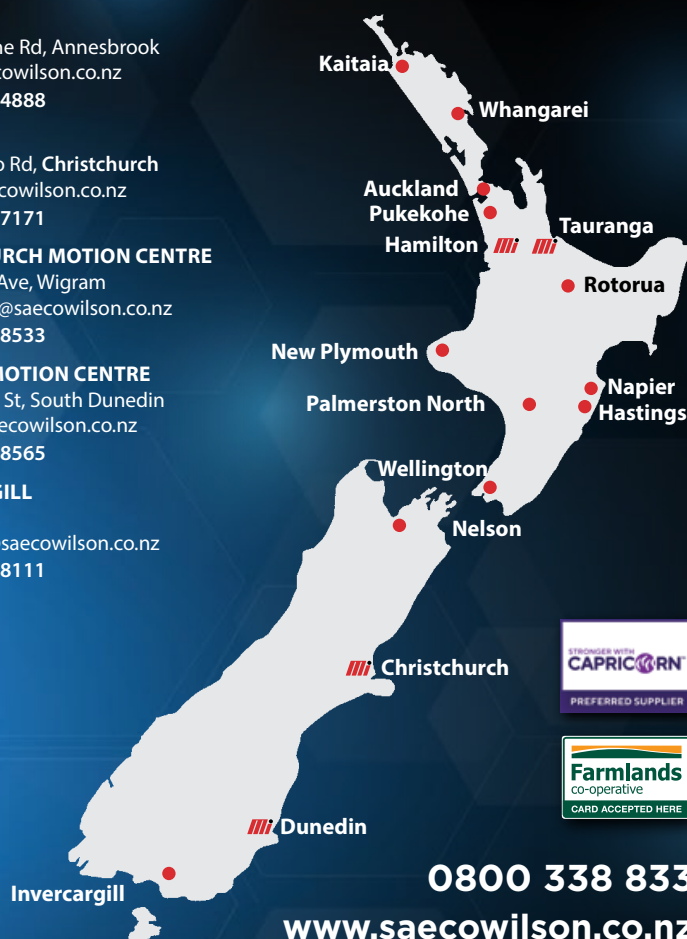 ne Rd, Annesbrook
cowilson.co.nz
4888
o Rd, Christchurch
cowilson.co.nz
7171
URCH MOTION CENTRE
Ave, Wigram
@saecowilson.co.nz
8533
MOTION CENTRE
St, South Dunedin
ecowilson.co.nz
8565
GILL
saecowilson.co.nz
8111
Kaitaia
Whangarei
Auckland
Pukekohe
Tauranga
Hamilton
Rotorua
New Plymouth
Napier
Palmerston North
Hastings
Wellington
Nelson
Christchurch
Dunedin
Invercargill
STRONGER WITH
CAPRICORN™
PREFERRED SUPPLIER
Farmlands
co-operative
CARD ACCEPTED HERE
0800 338 833
www.saecowilson.co.nz